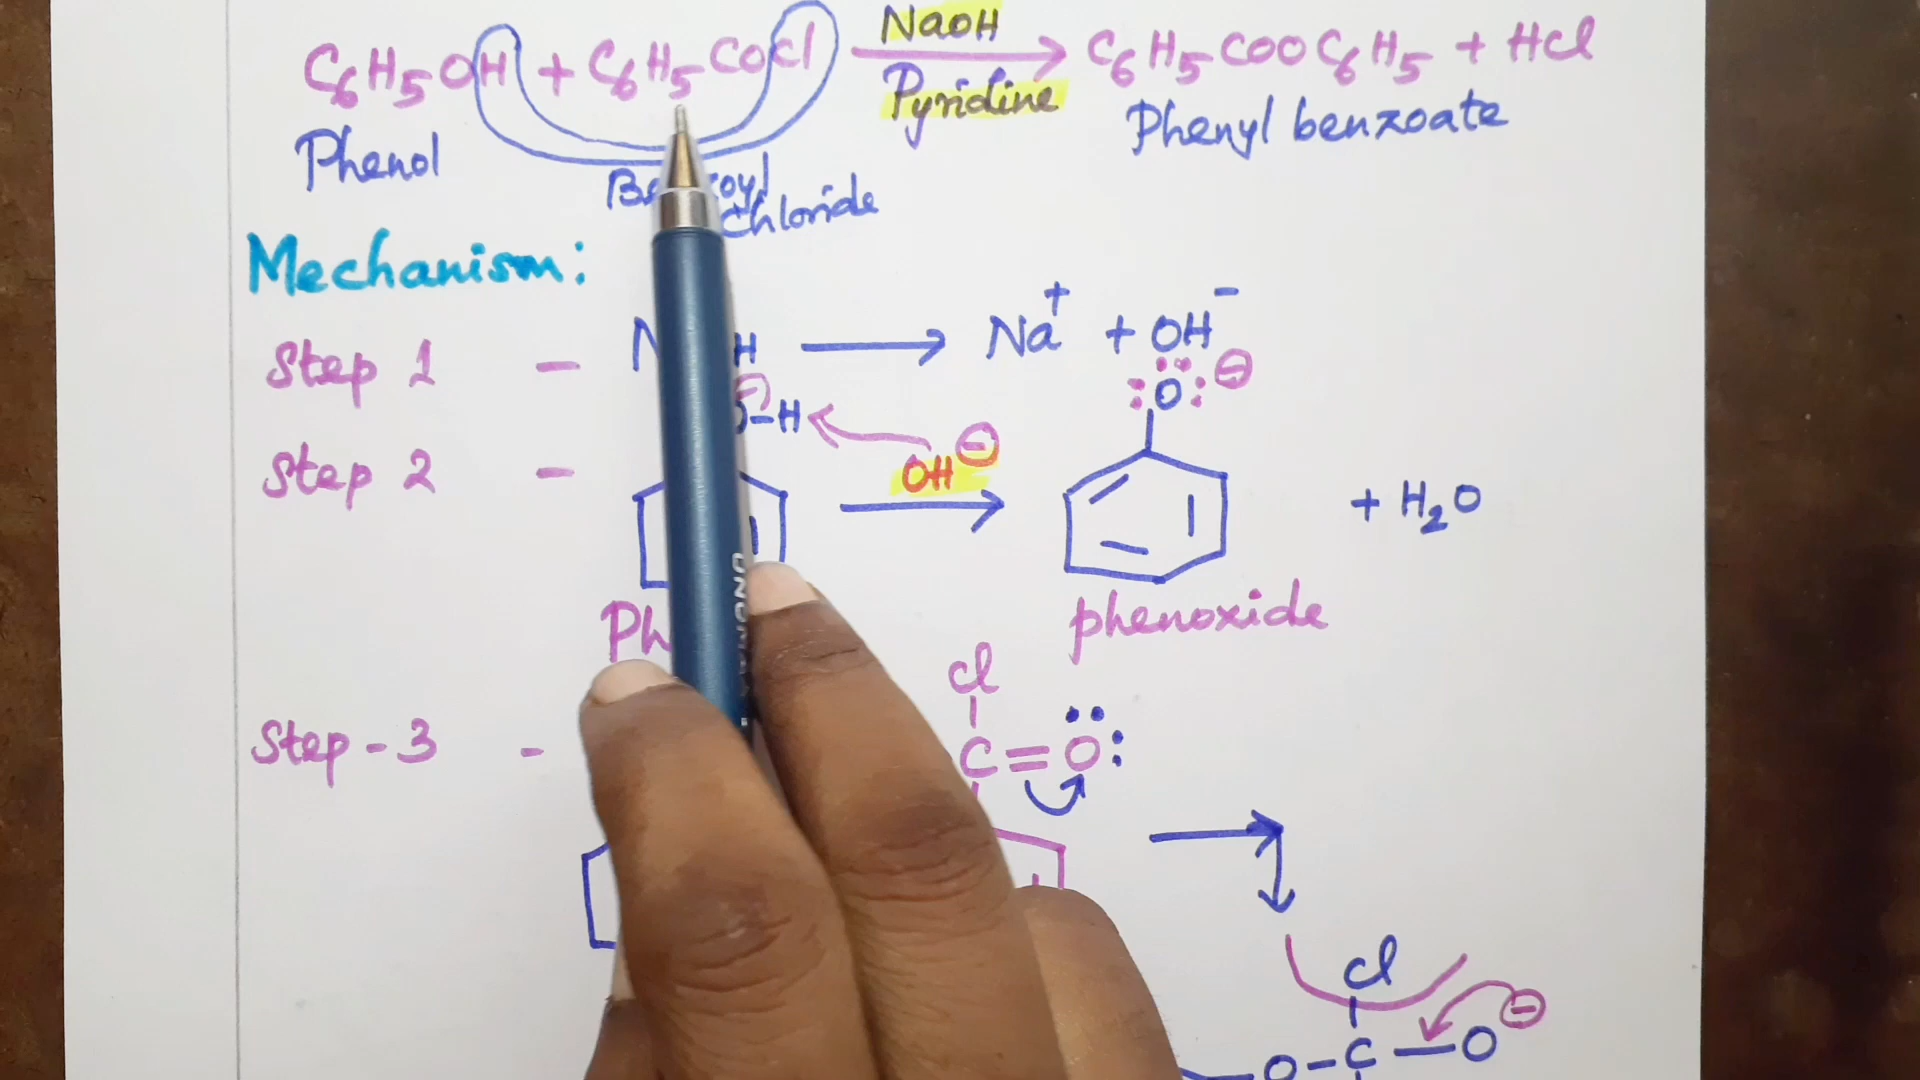 C6H5OH + C6H5COCl NaOH C6H5COOC6H5 + HCl
Pyridine
Phenol Chloride Phenyl benzoate
Mechanism:
Step 1 - Na+ + OH-
O-H OH⊖ :O: ⊖
Step 2 - + H2O
phenoxide
Cl
Step-3 - C=O:
Cl ⊖
O-C-O